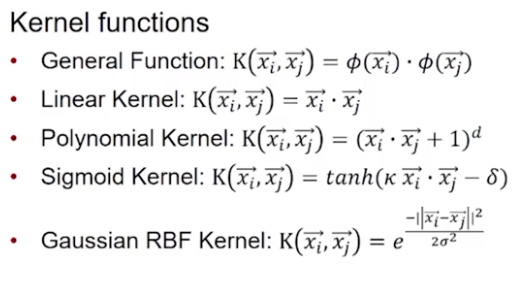 Kernel functions
• General Function: K(x⃗ᵢ, x⃗ⱼ) = ϕ(x⃗ᵢ) · ϕ(x⃗ⱼ)
• Linear Kernel: K(x⃗ᵢ, x⃗ⱼ) = x⃗ᵢ · x⃗ⱼ
• Polynomial Kernel: K(x⃗ᵢ, x⃗ⱼ) = (x⃗ᵢ · x⃗ⱼ + 1)ᵈ
• Sigmoid Kernel: K(x⃗ᵢ, x⃗ⱼ) = tanh(κ x⃗ᵢ · x⃗ⱼ − δ)
• Gaussian RBF Kernel: K(x⃗ᵢ, x⃗ⱼ) = e^(−||x⃗ᵢ−x⃗ⱼ||² / 2σ²)